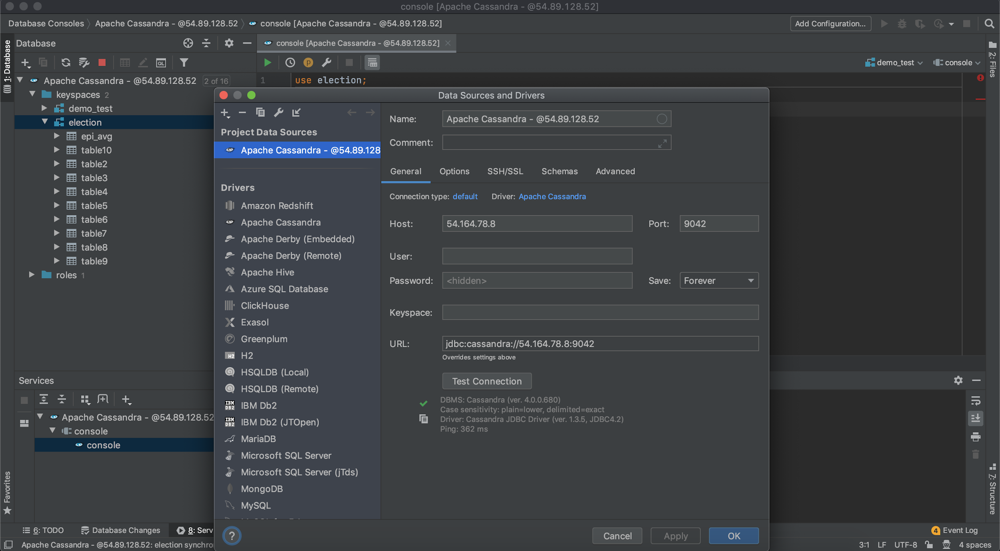 console [Apache Cassandra - @54.89.128.52]
Database Consoles
Apache Cassandra - @54.89.128.52
console [Apache Cassandra - @54.89.128.52]
Add Configuration...
1: Database
Database
console [Apache Cassandra - @54.89.128.52]
QL
p
demo_test
console
2: Files
Apache Cassandra - @54.89.128.52 2 of 16
keyspaces 2
demo_test
election
epi_avg
table10
table2
table3
table4
table5
table6
table7
table8
table9
roles 1
1 use election;
Data Sources and Drivers
Project Data Sources
Apache Cassandra - @54.89.128
Drivers
Amazon Redshift
Apache Cassandra
Apache Derby (Embedded)
Apache Derby (Remote)
Apache Hive
Azure SQL Database
ClickHouse
Exasol
Greenplum
H2 H2
HSQLDB (Local)
HSQLDB (Remote)
IBM DB2 IBM Db2
IBM DB2 IBM Db2 (JTOpen)
MariaDB
Microsoft SQL Server
Microsoft SQL Server (jTds)
MongoDB
MySQL
Name: Apache Cassandra - @54.89.128.52
Comment:
General Options SSH/SSL Schemas Advanced
Connection type: default Driver: Apache Cassandra
Host: 54.164.78.8 Port: 9042
User:
Password: <hidden> Save: Forever
Keyspace:
URL: jdbc:cassandra://54.164.78.8:9042
Overrides settings above
Test Connection
DBMS: Cassandra (ver. 4.0.0.680)
Case sensitivity: plain=lower, delimited=exact
Driver: Cassandra JDBC Driver (ver. 1.3.5, JDBC4.2)
Ping: 362 ms
? Cancel Apply OK
Services
Apache Cassandra - @54.89.128.52
console
console
Favorites
7: Structure
6: TODO Database Changes 8: Serv
4 Event Log
Apache Cassandra - @54.89.128.52: election synchro
3:1 LF UTF-8 4 spaces